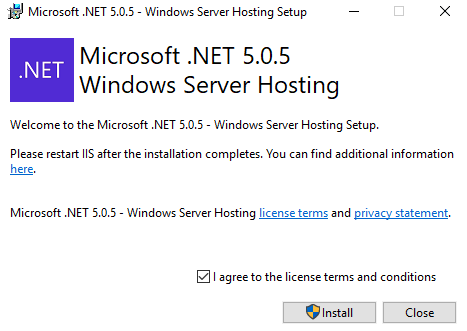 Microsoft .NET 5.0.5 - Windows Server Hosting Setup
.NET
Microsoft .NET 5.0.5
Windows Server Hosting
Welcome to the Microsoft .NET 5.0.5 - Windows Server Hosting Setup.
Please restart IIS after the installation completes. You can find additional information
here.
Microsoft .NET 5.0.5 - Windows Server Hosting license terms and privacy statement.
I agree to the license terms and conditions
Install
Close